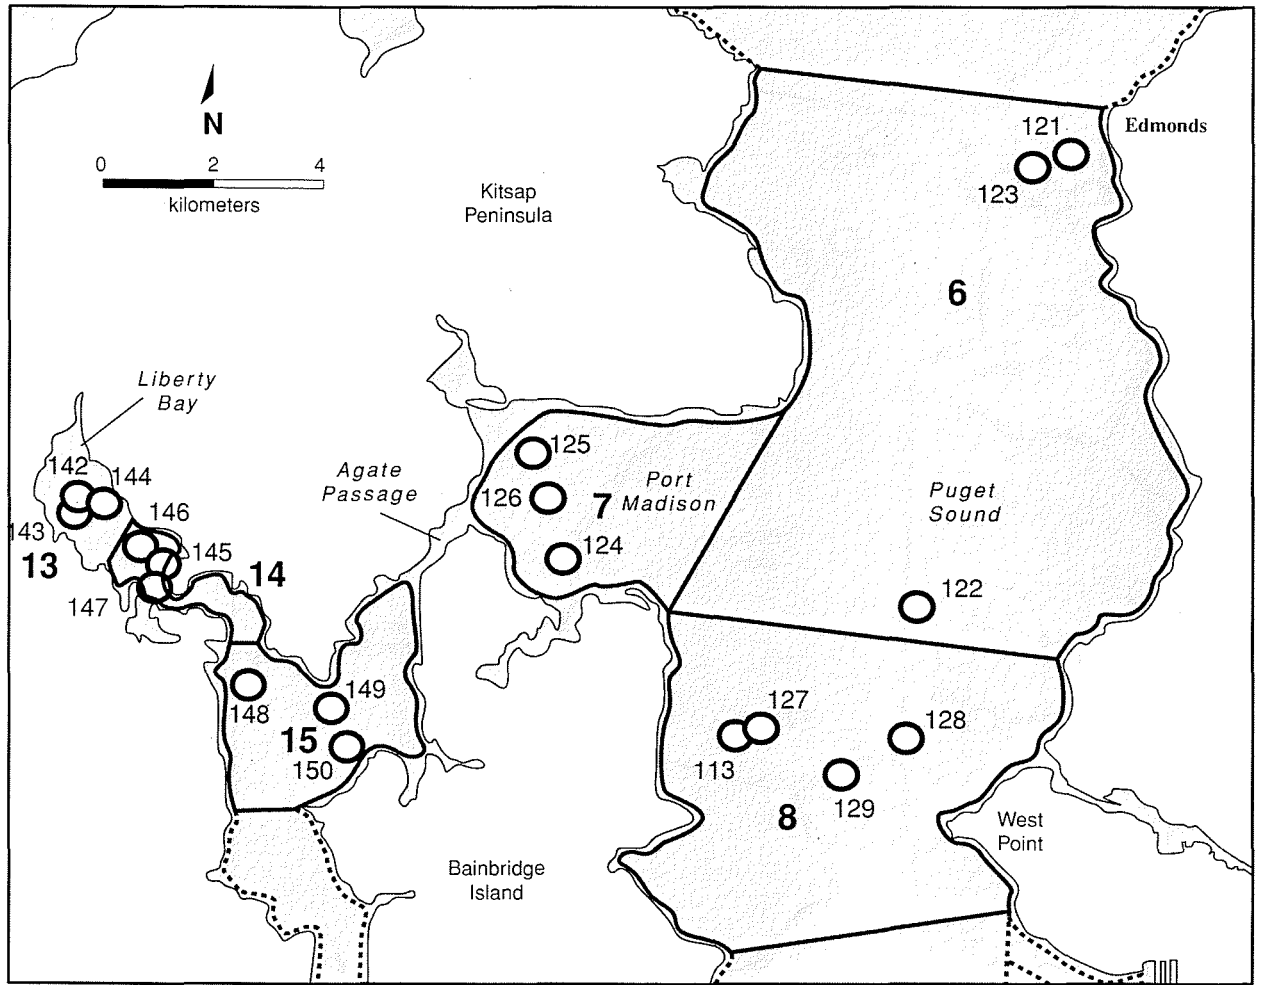 121
Edmonds
N
123
0 2 4
kilometers
Kitsap
Peninsula
6
Liberty
Bay
125
142
144
Agate
Passage
126
7
Port
Madison
Puget
Sound
146
143
13
145
124
14
147
122
149
148
127
128
15
150
113
129
8
West
Point
Bainbridge
Island